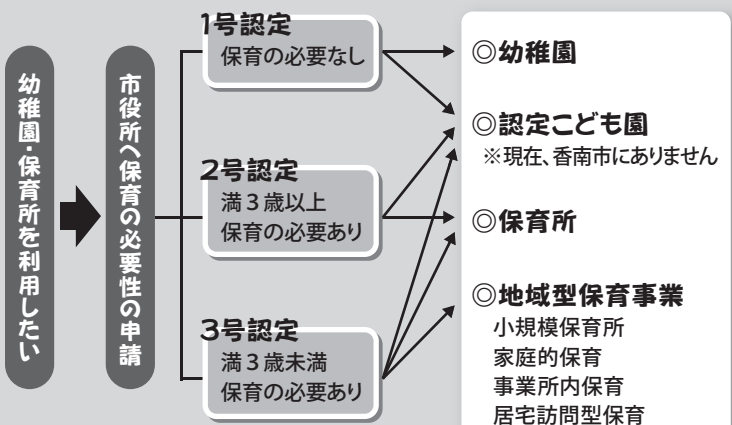 幼稚園・保育所を利用したい
市役所へ保育の必要性の申請
1号認定
保育の必要なし
2号認定
満3歳以上
保育の必要あり
3号認定
満3歳未満
保育の必要あり
◎幼稚園
◎認定こども園
※現在、香南市にありません
◎保育所
◎地域型保育事業
小規模保育所
家庭的保育
事業所内保育
居宅訪問型保育